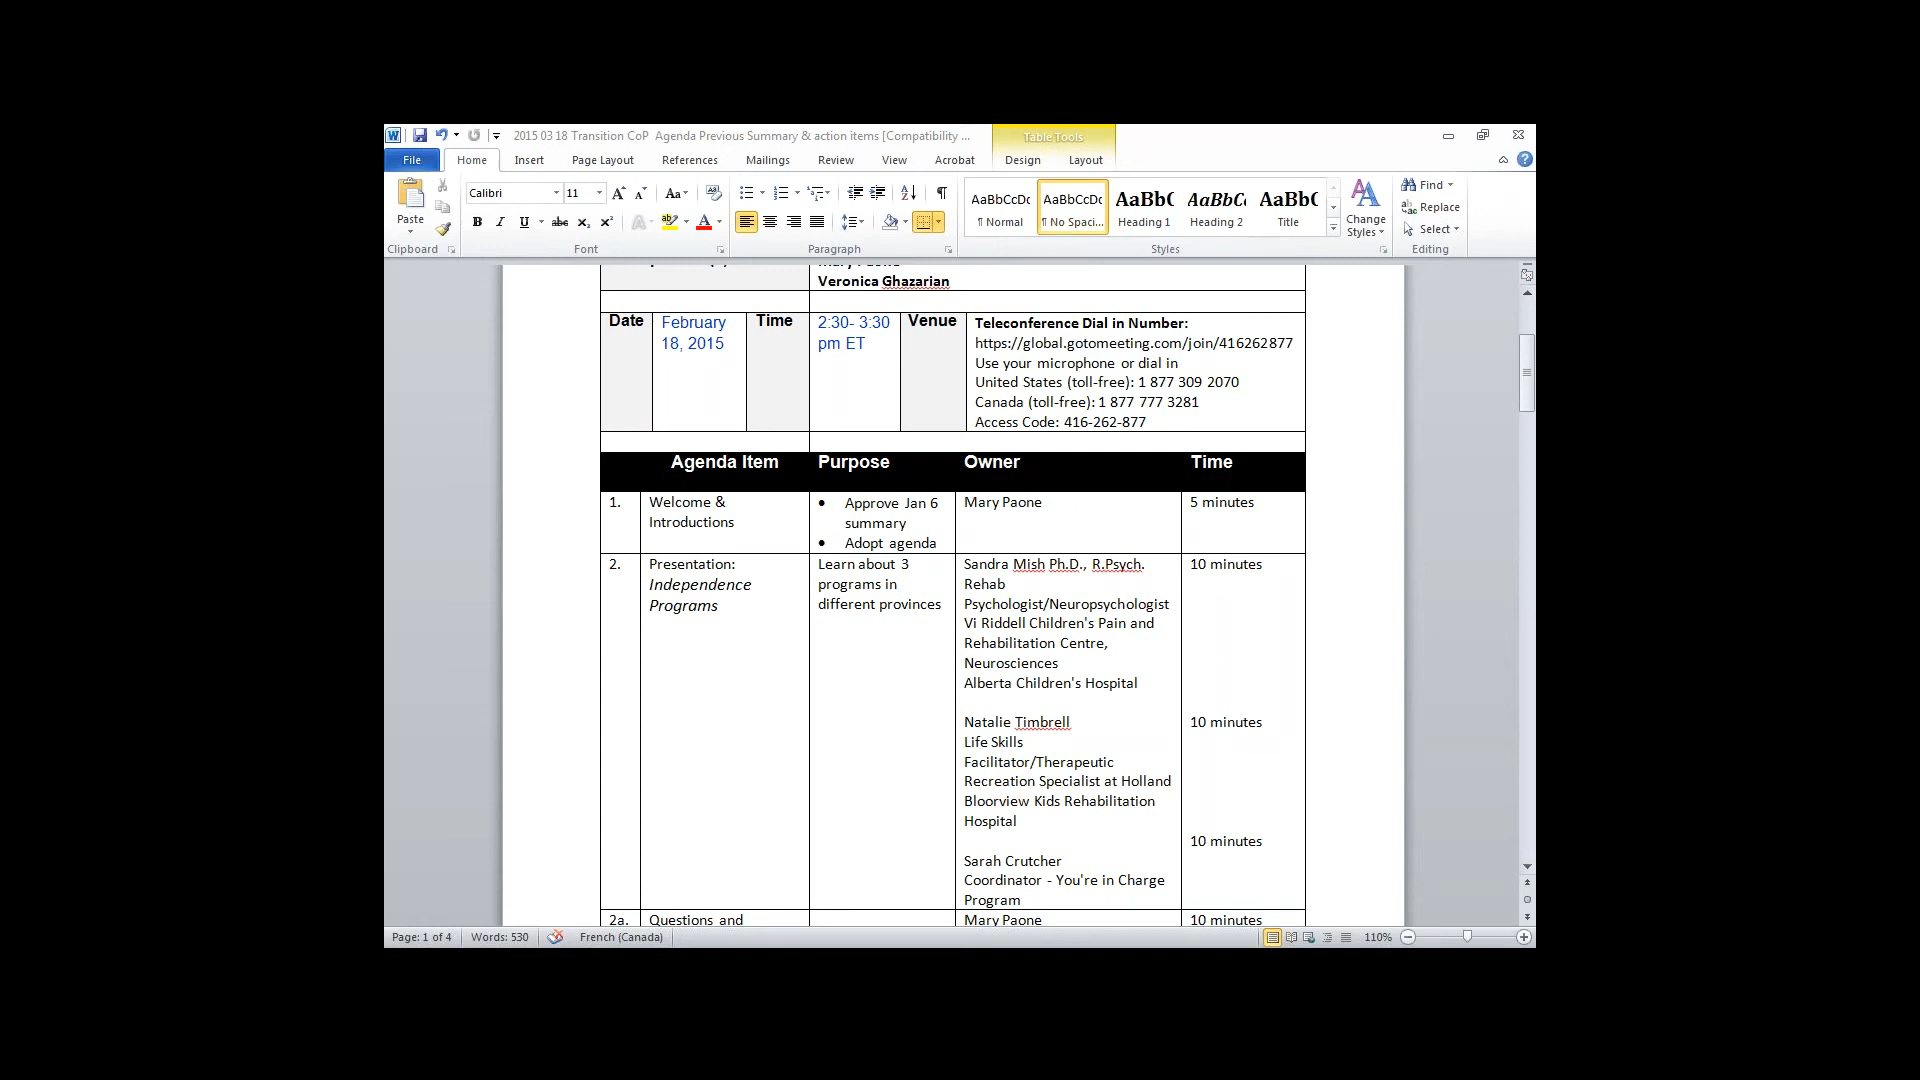 2015 03 18 Transition CoP Agenda Previous Summary & action items [Compatibility ...
Table Tools
File Home Insert Page Layout References Mailings Review View Acrobat Design Layout
Calibri 11
Paste
Clipboard Font Paragraph Styles Editing
AaBbCcDc AaBbCcDc AaBbC AaBbCc AaBbC
¶ Normal ¶ No Spaci... Heading 1 Heading 2 Title
Change Styles
Find
Replace
Select
Veronica Ghazarian
Date February 18, 2015
Time 2:30- 3:30 pm ET
Venue
Teleconference Dial in Number:
https://global.gotomeeting.com/join/416262877
Use your microphone or dial in
United States (toll-free): 1 877 309 2070
Canada (toll-free): 1 877 777 3281
Access Code: 416-262-877
Agenda Item Purpose Owner Time
1. Welcome & Introductions
• Approve Jan 6 summary
• Adopt agenda
Mary Paone
5 minutes
2. Presentation:
Independence
Programs
Learn about 3
programs in
different provinces
Sandra Mish Ph.D., R.Psych.
Rehab
Psychologist/Neuropsychologist
Vi Riddell Children's Pain and
Rehabilitation Centre,
Neurosciences
Alberta Children's Hospital
10 minutes
Natalie Timbrell
Life Skills
Facilitator/Therapeutic
Recreation Specialist at Holland
Bloorview Kids Rehabilitation
Hospital
10 minutes
Sarah Crutcher
Coordinator - You're in Charge
Program
10 minutes
2a. Questions and Mary Paone 10 minutes
Page: 1 of 4 Words: 530 French (Canada) 110%